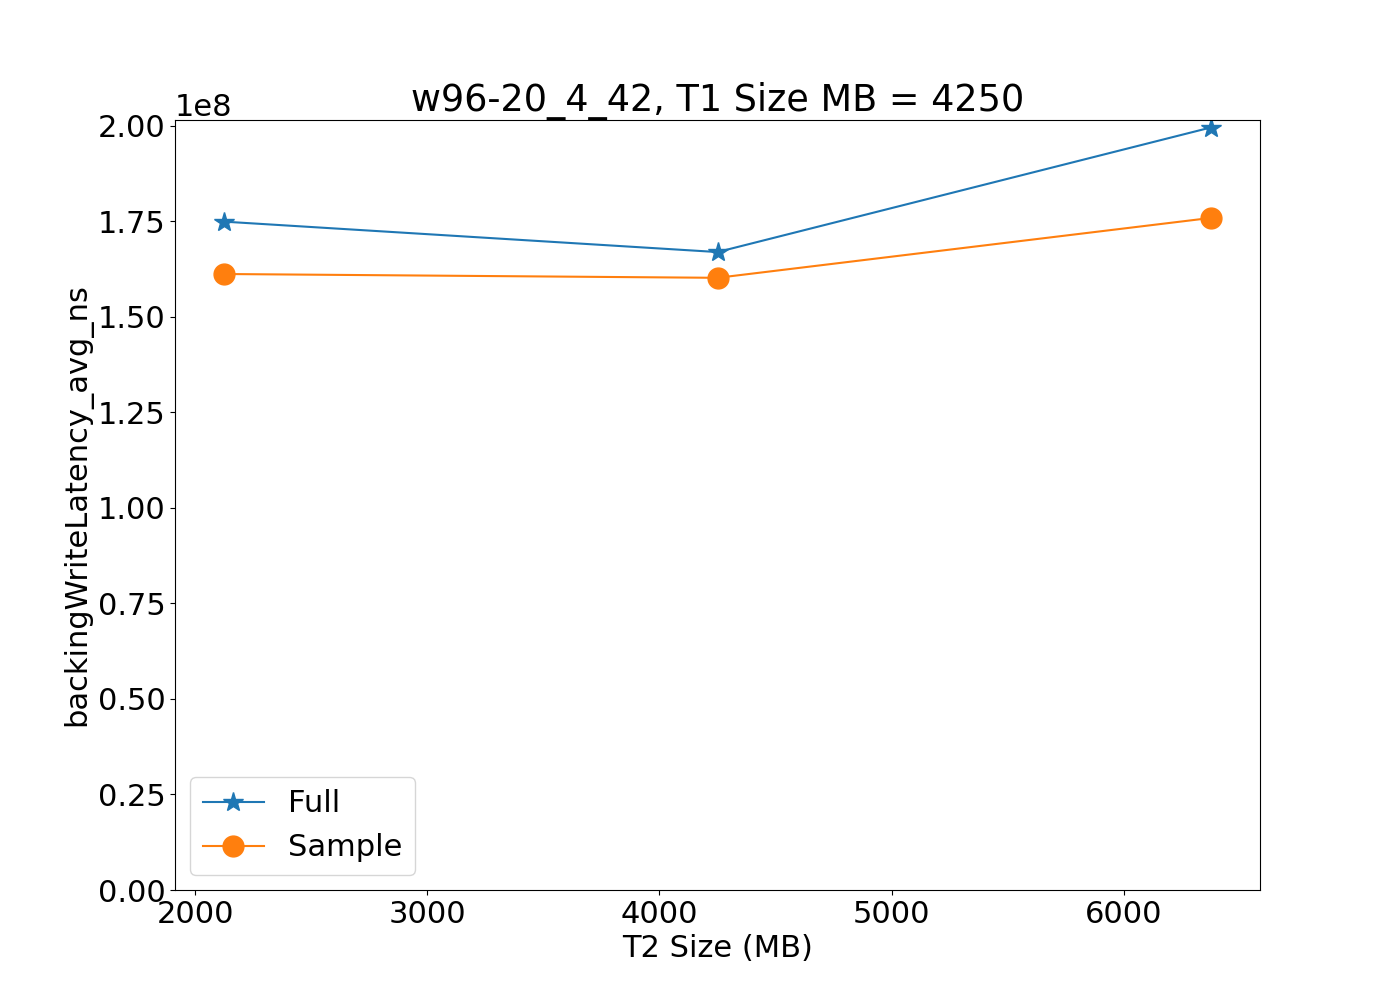 w96-20_4_42, T1 Size MB = 4250
1e8
2.00
1.75
1.50
1.25
1.00
0.75
0.50
0.25
0.00
backingWriteLatency_avg_ns
Full
Sample
2000 3000 4000 5000 6000
T2 Size (MB)